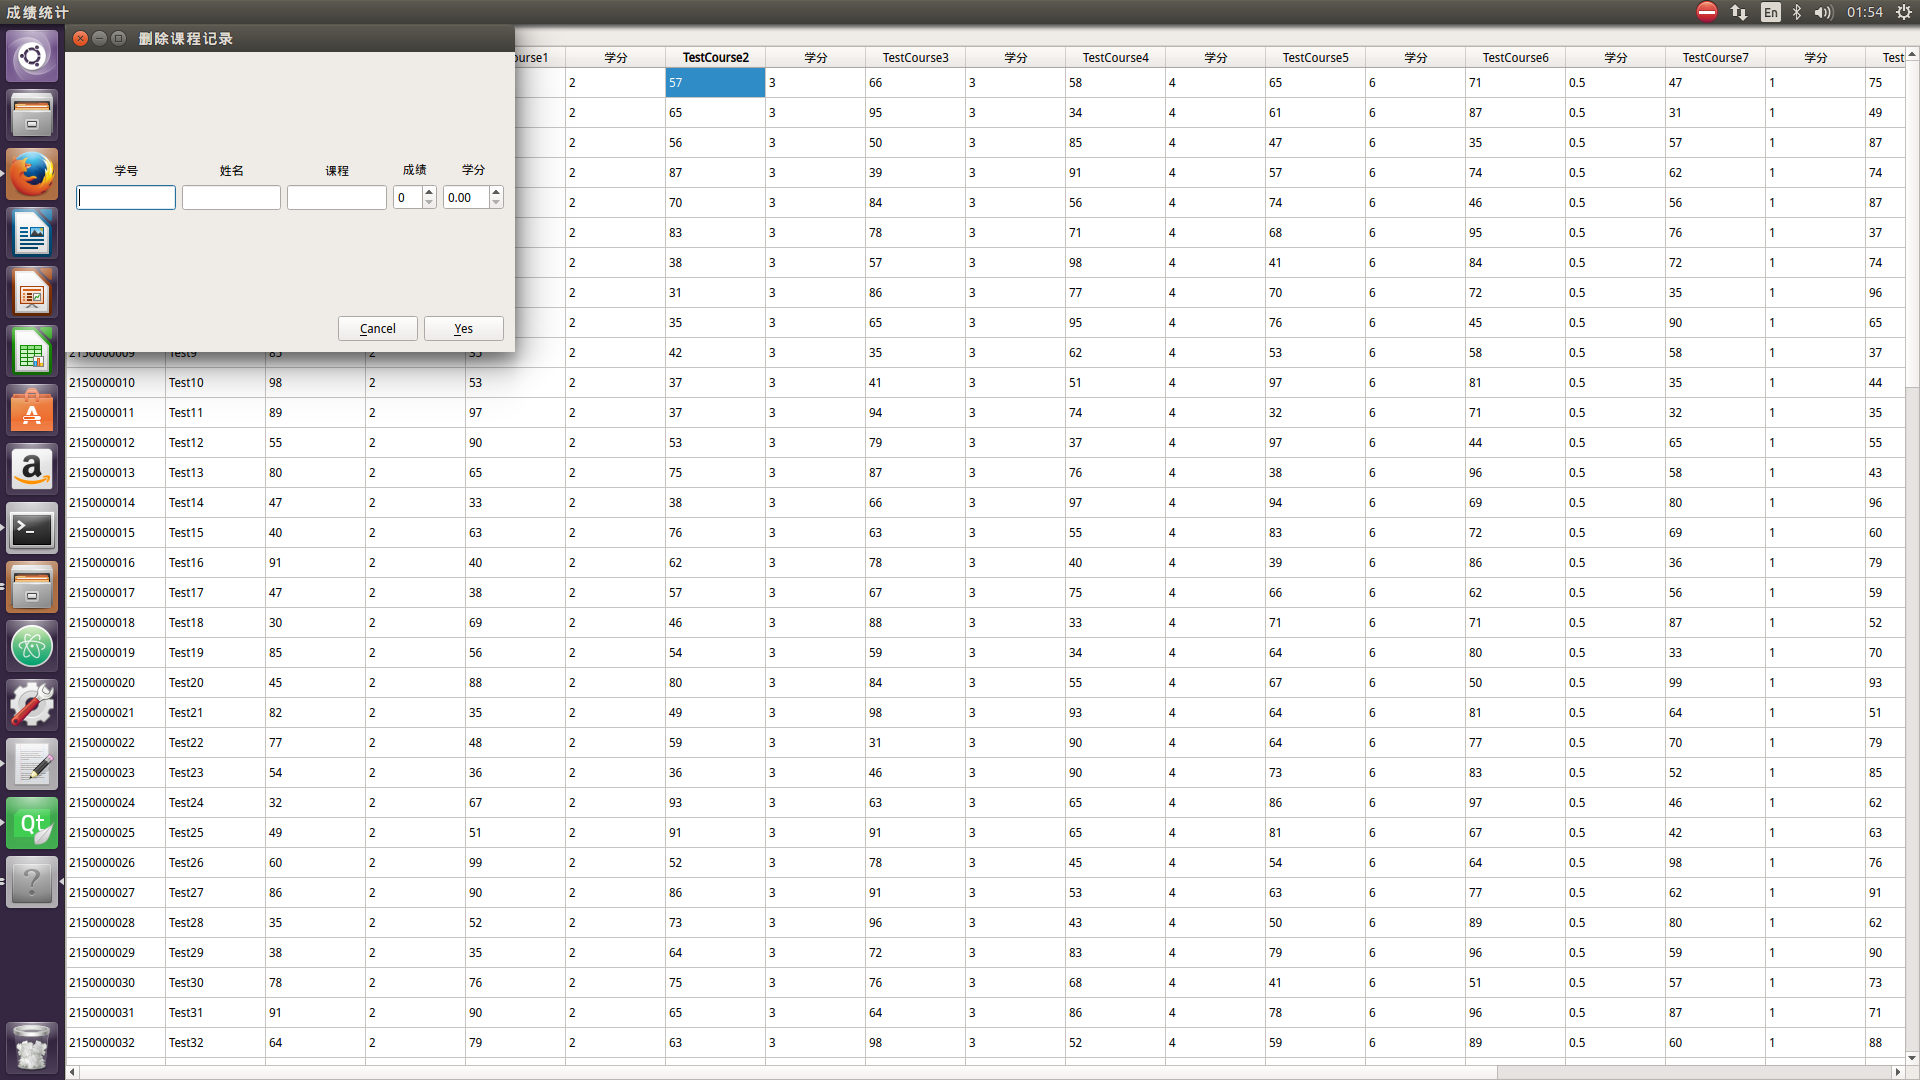 成绩统计 En 01:54
删除课程记录
学分 TestCourse2 学分 TestCourse3 学分 TestCourse4 学分 TestCourse5 学分 TestCourse6 学分 TestCourse7 学分
2 57 3 66 3 58 4 65 6 71 0.5 47 1 75
2 65 3 95 3 34 4 61 6 87 0.5 31 1 49
2 56 3 50 3 85 4 47 6 35 0.5 57 1 87
2 87 3 39 3 91 4 57 6 74 0.5 62 1 74
2 70 3 84 3 56 4 74 6 46 0.5 56 1 87
2 83 3 78 3 71 4 68 6 95 0.5 76 1 37
2 38 3 57 3 98 4 41 6 84 0.5 72 1 74
2 31 3 86 3 77 4 70 6 72 0.5 35 1 96
2 35 3 65 3 95 4 76 6 45 0.5 90 1 65
学号 姓名 课程 成绩 学分
0 0.00
Cancel Yes
2150000009 Test9 85 2 35 2 42 3 35 3 62 4 53 6 58 0.5 58 1 37
2150000010 Test10 98 2 53 2 37 3 41 3 51 4 97 6 81 0.5 35 1 44
2150000011 Test11 89 2 97 2 37 3 94 3 74 4 32 6 71 0.5 32 1 35
2150000012 Test12 55 2 90 2 53 3 79 3 37 4 97 6 44 0.5 65 1 55
2150000013 Test13 80 2 65 2 75 3 87 3 76 4 38 6 96 0.5 58 1 43
2150000014 Test14 47 2 33 2 38 3 66 3 97 4 94 6 69 0.5 80 1 96
2150000015 Test15 40 2 63 2 76 3 63 3 55 4 83 6 72 0.5 69 1 60
2150000016 Test16 91 2 40 2 62 3 78 3 40 4 39 6 86 0.5 36 1 79
2150000017 Test17 47 2 38 2 57 3 67 3 75 4 66 6 62 0.5 56 1 59
2150000018 Test18 30 2 69 2 46 3 88 3 33 4 71 6 71 0.5 87 1 52
2150000019 Test19 85 2 56 2 54 3 59 3 34 4 64 6 80 0.5 33 1 70
2150000020 Test20 45 2 88 2 80 3 84 3 55 4 67 6 50 0.5 99 1 93
2150000021 Test21 82 2 35 2 49 3 98 3 93 4 64 6 81 0.5 64 1 51
2150000022 Test22 77 2 48 2 59 3 31 3 90 4 64 6 77 0.5 70 1 79
2150000023 Test23 54 2 36 2 36 3 46 3 90 4 73 6 83 0.5 52 1 85
2150000024 Test24 32 2 67 2 93 3 63 3 65 4 86 6 97 0.5 46 1 62
2150000025 Test25 49 2 51 2 91 3 91 3 65 4 81 6 67 0.5 42 1 63
2150000026 Test26 60 2 99 2 52 3 78 3 45 4 54 6 64 0.5 98 1 76
2150000027 Test27 86 2 90 2 86 3 91 3 53 4 63 6 77 0.5 62 1 91
2150000028 Test28 35 2 52 2 73 3 96 3 43 4 50 6 89 0.5 80 1 62
2150000029 Test29 38 2 35 2 64 3 72 3 83 4 79 6 96 0.5 59 1 90
2150000030 Test30 78 2 76 2 75 3 76 3 68 4 41 6 51 0.5 57 1 73
2150000031 Test31 91 2 90 2 65 3 64 3 86 4 78 6 96 0.5 87 1 71
2150000032 Test32 64 2 79 2 63 3 98 3 52 4 59 6 89 0.5 60 1 88
a
Qt